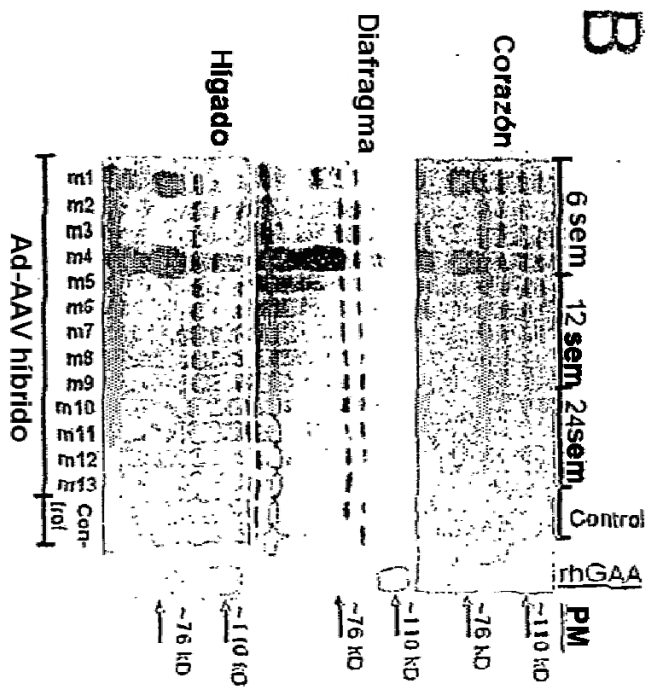 B
6 sem 12 sem 24sem Control rhGAA PM
Corazón
~110 kD
~76 kD
Diafragma
~110 kD
~76 kD
Hígado
~110 kD
~76 kD
m1 m2 m3 m4 m5 m6 m7 m8 m9 m10 m11 m12 m13 Con-
trol
Ad-AAV híbrido